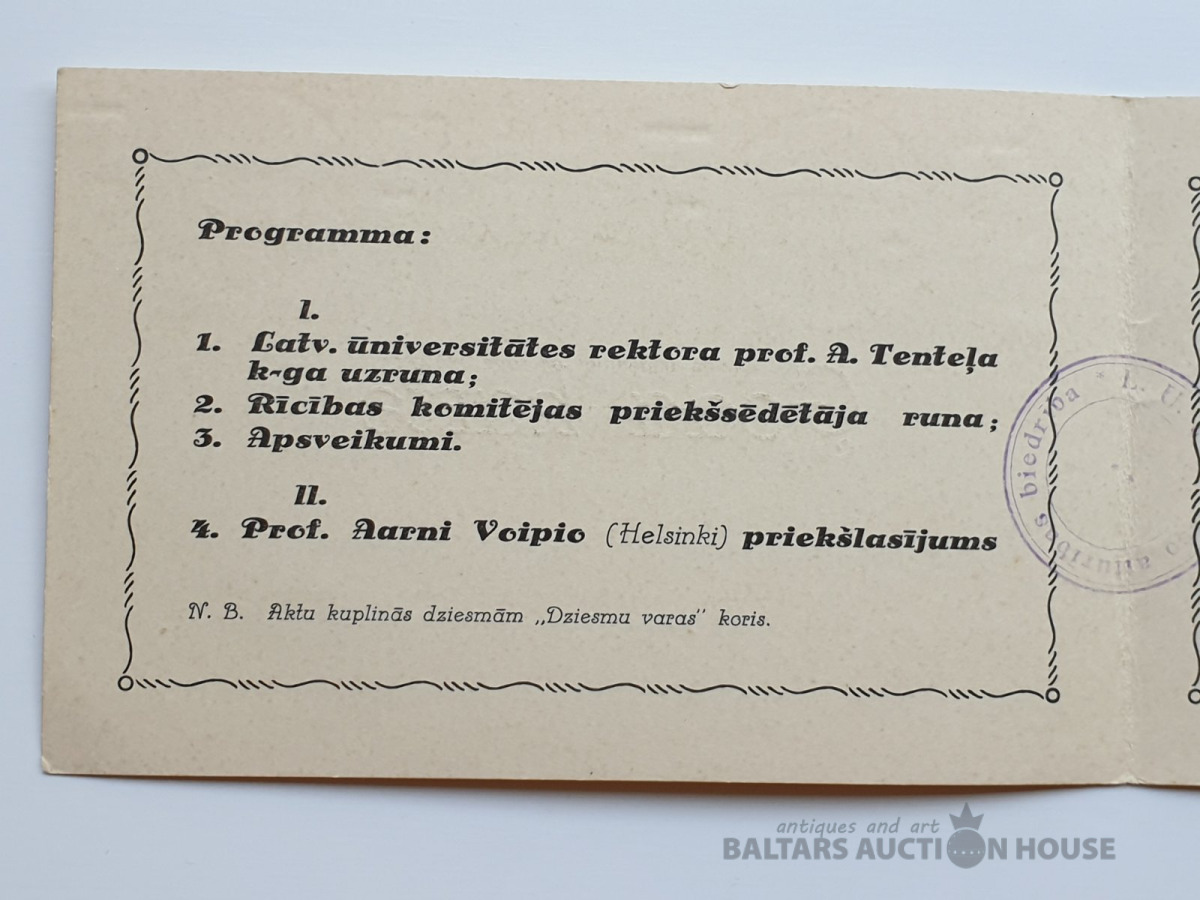 Programma:
I.
1. Latv. ūniversitātes rektora prof. A. Tenteļa
k-ga uzruna;
2. Rīcības komitējas priekšsēdētāja runa;
3. Apsveikumi.
II.
4. Prof. Aarni Voipio (Helsinki) priekšlasījums
N. B. Aktu kuplinās dziesmām „Dziesmu varas" koris.
biedrība * L. U.
antiques and art
BALTARS AUCTION HOUSE